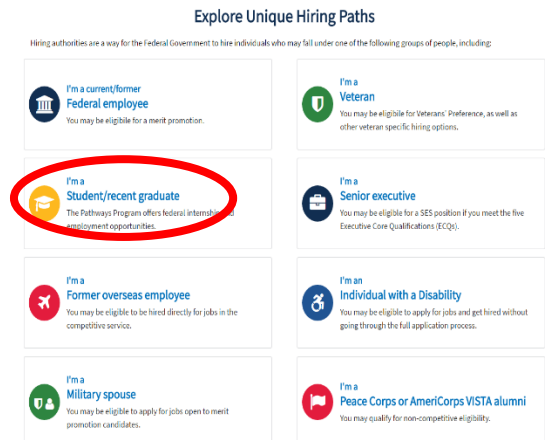 Explore Unique Hiring Paths
Hiring authorities are a way for the Federal Government to hire individuals who may fall under one of the following groups of people, including:
I'm a current/former
Federal employee
You may be eligible for a merit promotion.
I'm a
Veteran
You may be eligible for Veterans' Preference, as well as
other veteran specific hiring options.
I'm a
Student/recent graduate
The Pathways Program offers federal internship
employment opportunities.
I'm a
Senior executive
You may be eligible for a SES position if you meet the five
Executive Core Qualifications (ECQs).
I'm a
Former overseas employee
You may be eligible to be hired directly for jobs in the
competitive service.
I'm an
Individual with a Disability
You may be eligible to apply for jobs and get hired without
going through the full application process.
I'm a
Military spouse
You may be eligible to apply for jobs open to merit
promotion candidates.
I'm a
Peace Corps or AmeriCorps VISTA alumni
You may qualify for non-competitive eligibility.